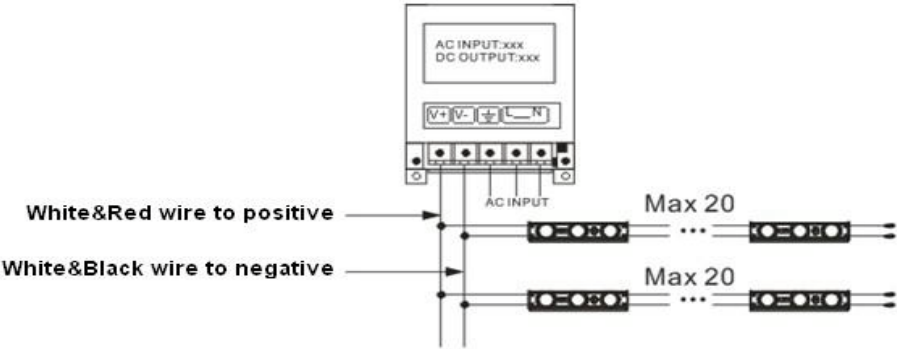 AC INPUT:xxx
DC OUTPUT:xxx
V+ V- L N
AC INPUT
White&Red wire to positive
Max 20
White&Black wire to negative
Max 20